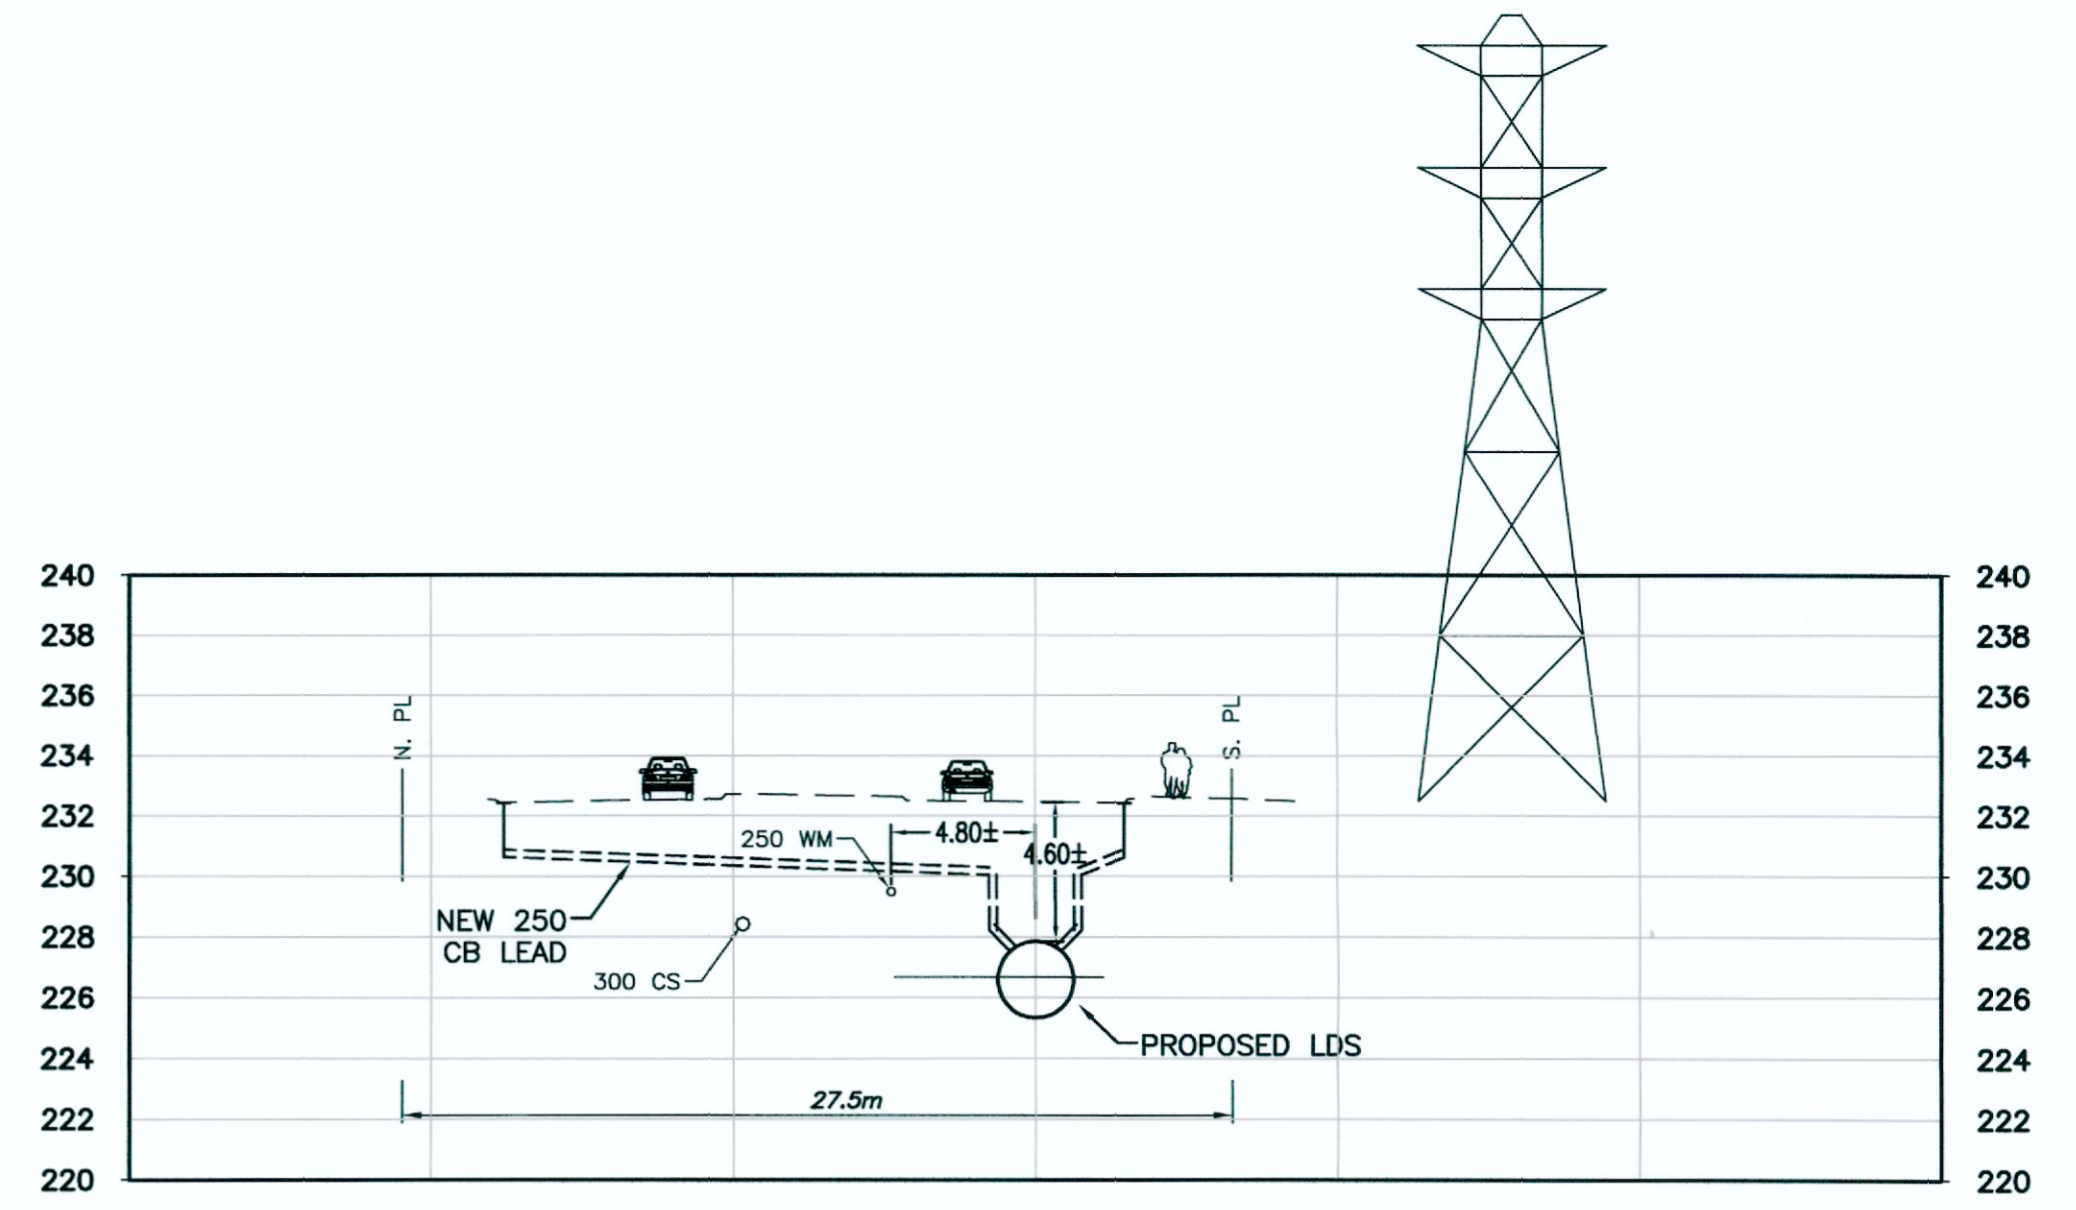 240 240
238 238
236 236
N. PL
S. PL
234 234
232 232
250 WM
4.80±
4.60±
230 230
NEW 250
CB LEAD
228 228
300 CS
226 226
PROPOSED LDS
224 224
27.5m
222 222
220 220